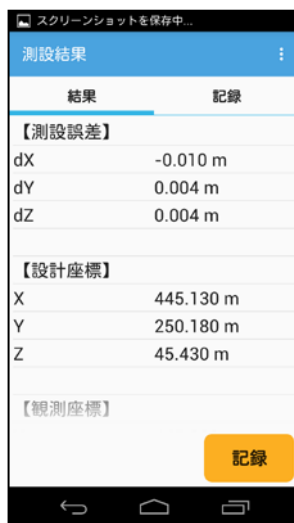 スクリーンショットを保存中...
測設結果
結果 記録
【測設誤差】
dX -0.010 m
dY 0.004 m
dZ 0.004 m
【設計座標】
X 445.130 m
Y 250.180 m
Z 45.430 m
【観測座標】
記録